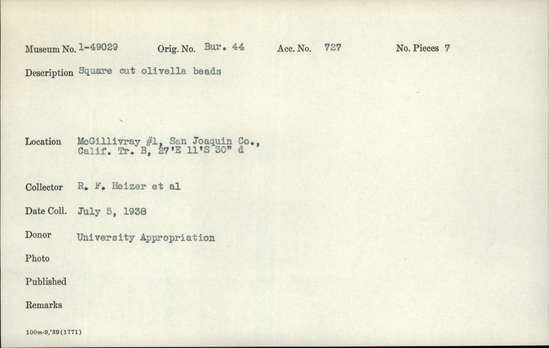 Museum No. 1-49029 Orig. No. Bur. 44 Acc. No. 727 No. Pieces 7
Description Square cut olivella beads
Location McGillivray #1, San Joaquin Co.,
Calif. Tr. B, 27'E 11'S 30" d
Collector R. F. Heizer et al
Date Coll. July 5, 1938
Donor University Appropriation
Photo
Published
Remarks
100m-9,'39(1771)